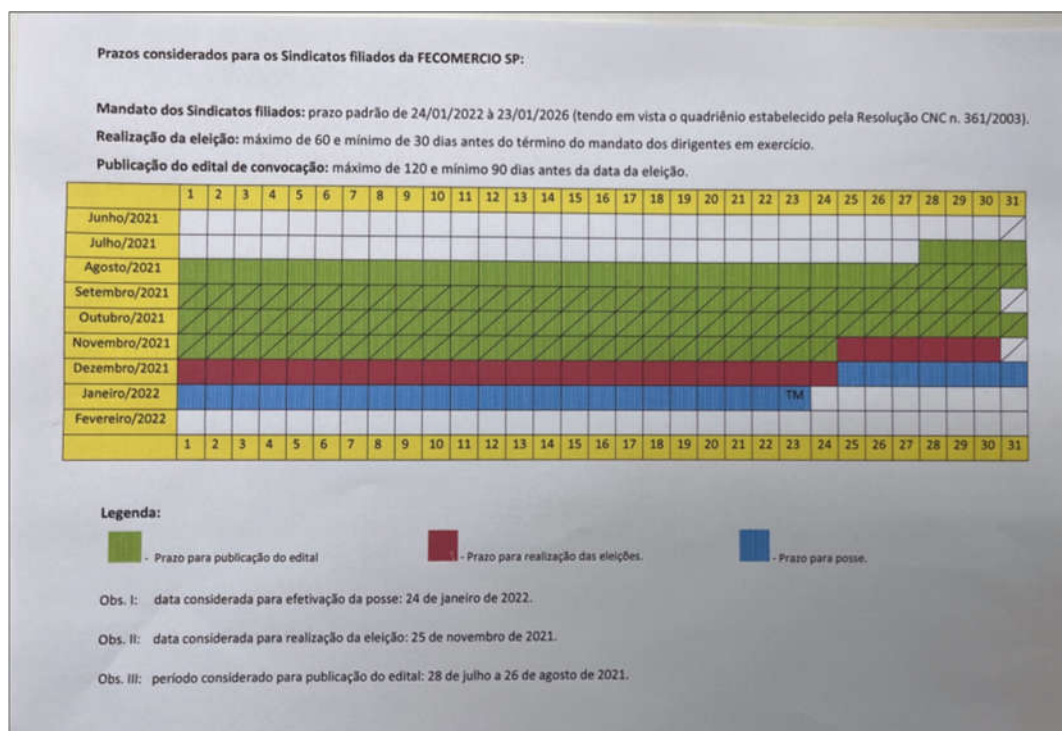 Prazos considerados para os Sindicatos filiados da FECOMERCIO SP:
Mandato dos Sindicatos filiados: prazo padrão de 24/01/2022 à 23/01/2026 (tendo em vista o quadriênio estabelecido pela Resolução CNC n. 361/2003).
Realização da eleição: máximo de 60 e mínimo de 30 dias antes do término do mandato dos dirigentes em exercício.
Publicação do edital de convocação: máximo de 120 e mínimo 90 dias antes da data da eleição.
1 2 3 4 5 6 7 8 9 10 11 12 13 14 15 16 17 18 19 20 21 22 23 24 25 26 27 28 29 30 31
Junho/2021
Julho/2021
Agosto/2021
Setembro/2021
Outubro/2021
Novembro/2021
Dezembro/2021
Janeiro/2022 TM
Fevereiro/2022
1 2 3 4 5 6 7 8 9 10 11 12 13 14 15 16 17 18 19 20 21 22 23 24 25 26 27 28 29 30 31
Legenda:
- Prazo para publicação do edital - Prazo para realização das eleições. - Prazo para posse.
Obs. I: data considerada para efetivação da posse: 24 de janeiro de 2022.
Obs. II: data considerada para realização da eleição: 25 de novembro de 2021.
Obs. III: período considerado para publicação do edital: 28 de julho a 26 de agosto de 2021.